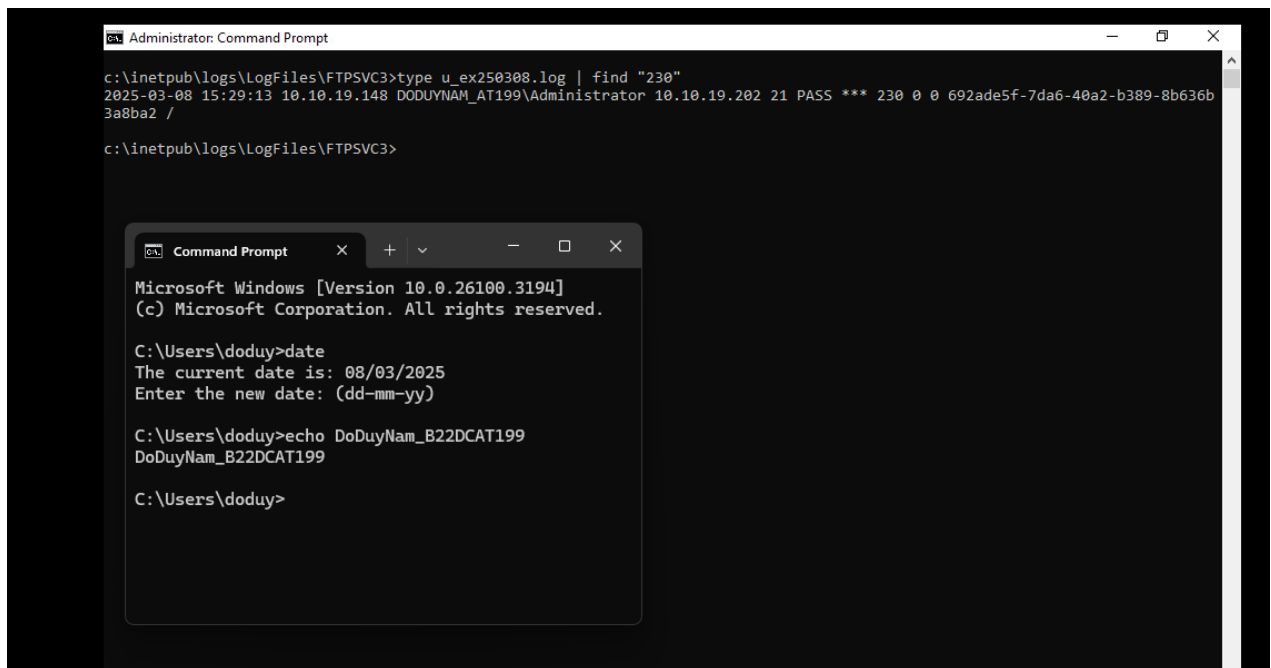 Administrator: Command Prompt
c:\inetpub\logs\LogFiles\FTPSVC3>type u_ex250308.log | find "230"
2025-03-08 15:29:13 10.10.19.148 DODUYNAM_AT199\Administrator 10.10.19.202 21 PASS *** 230 0 0 692ade5f-7da6-40a2-b389-8b636b
3a8ba2 /
c:\inetpub\logs\LogFiles\FTPSVC3>
Command Prompt
Microsoft Windows [Version 10.0.26100.3194]
(c) Microsoft Corporation. All rights reserved.
C:\Users\doduy>date
The current date is: 08/03/2025
Enter the new date: (dd-mm-yy)
C:\Users\doduy>echo DoDuyNam_B22DCAT199
DoDuyNam_B22DCAT199
C:\Users\doduy>